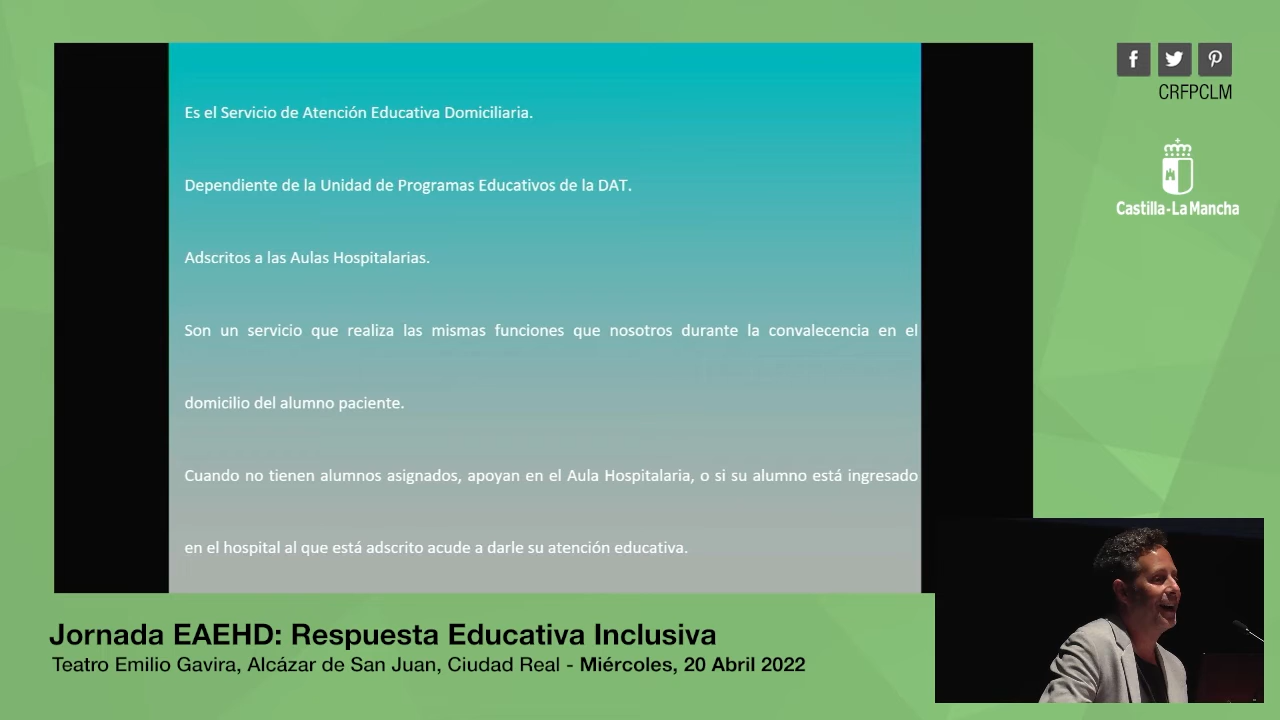 Es el Servicio de Atención Educativa Domiciliaria.
Dependiente de la Unidad de Programas Educativos de la DAT.
Adscritos a las Aulas Hospitalarias.
Son un servicio que realiza las mismas funciones que nosotros durante la convalecencia en el
domicilio del alumno paciente.
Cuando no tienen alumnos asignados, apoyan en el Aula Hospitalaria, o si su alumno está ingresado
en el hospital al que está adscrito acude a darle su atención educativa.
CRFPCLM
Castilla-La Mancha
Jornada EAEHD: Respuesta Educativa Inclusiva
Teatro Emilio Gavira, Alcázar de San Juan, Ciudad Real - Miércoles, 20 Abril 2022